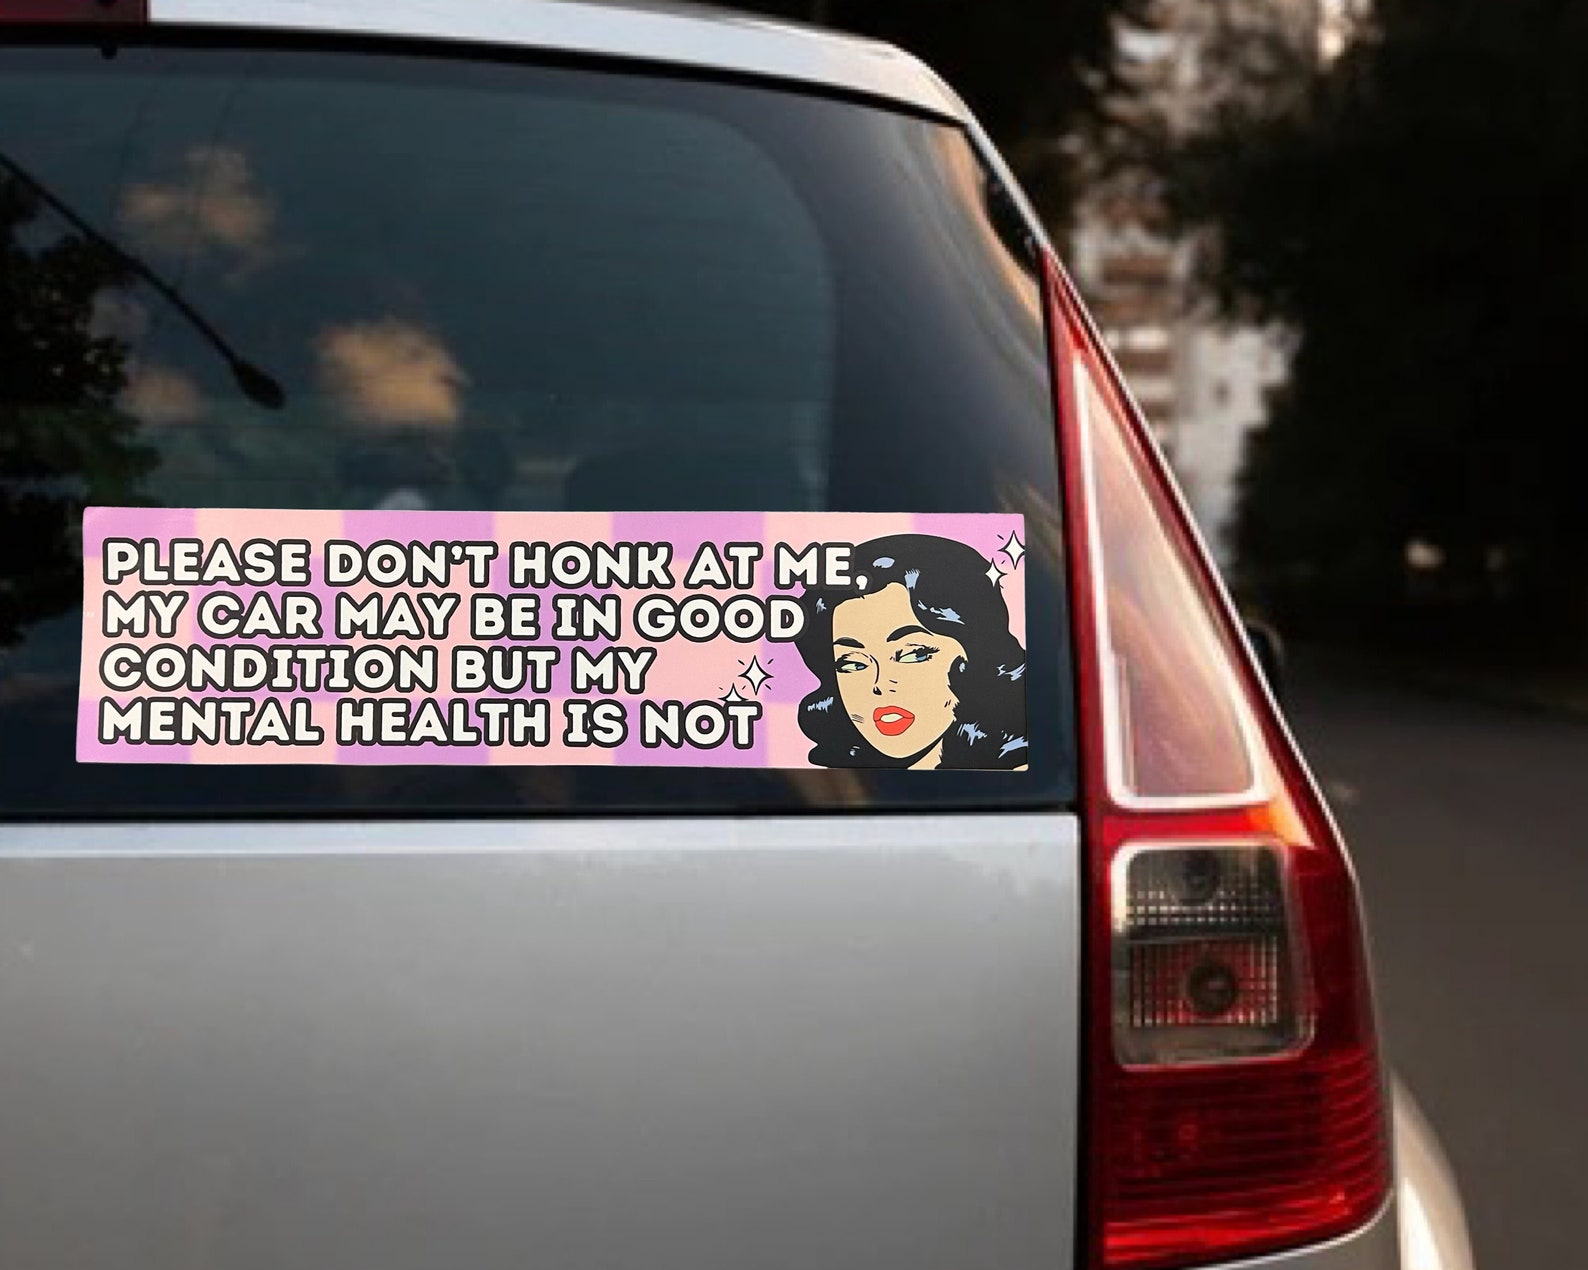 PLEASE DON'T HONK AT ME,
MY CAR MAY BE IN GOOD
CONDITION BUT MY
MENTAL HEALTH IS NOT